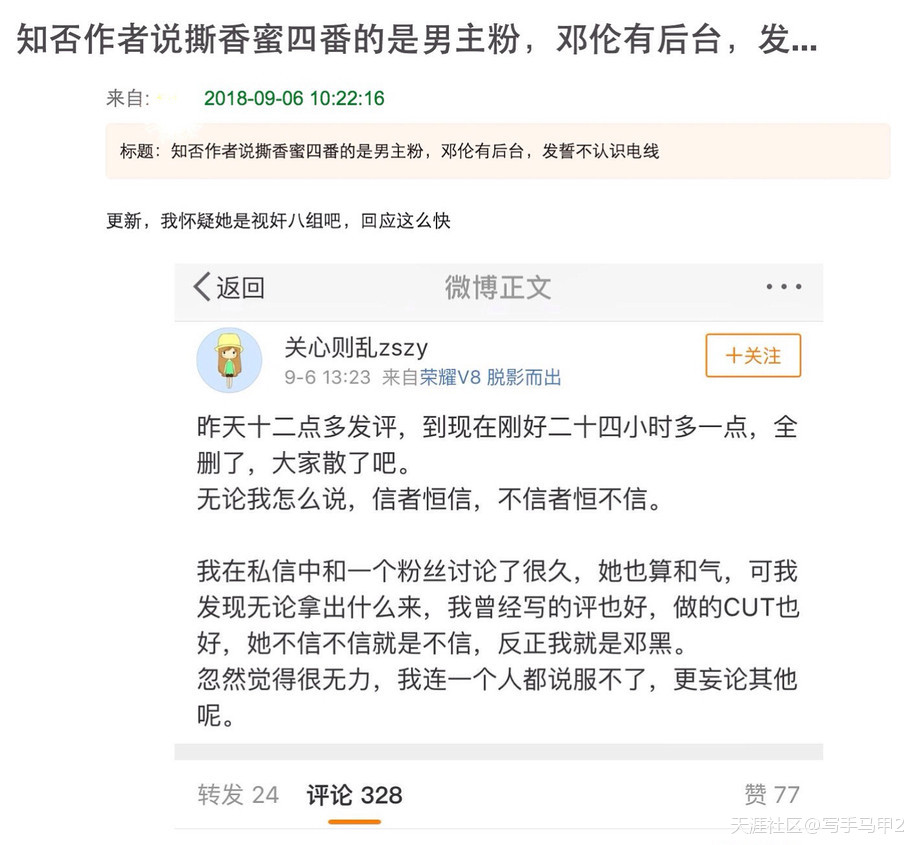 知否作者说撕香蜜四番的是男主粉，邓伦有后台，发...
来自:
2018-09-06 10:22:16
标题：知否作者说撕香蜜四番的是男主粉，邓伦有后台，发誓不认识电线
更新，我怀疑她是视奸八组吧，回应这么快
返回 微博正文
关心则乱zszy
十关注
9-6 13:23 来自荣耀V8 脱影而出
昨天十二点多发评，到现在刚好二十四小时多一点，全
删了，大家散了吧。
无论我怎么说，信者恒信，不信者恒不信。
我在私信中和一个粉丝讨论了很久，她也算和气，可我
发现无论拿出什么来，我曾经写的评也好，做的CUT也
好，她不信不信就是不信，反正我就是邓黑。
忽然觉得很无力，我连一个人都说服不了，更妄论其他
呢。
转发 24 评论 328 赞 77
天涯社区@写手马甲2